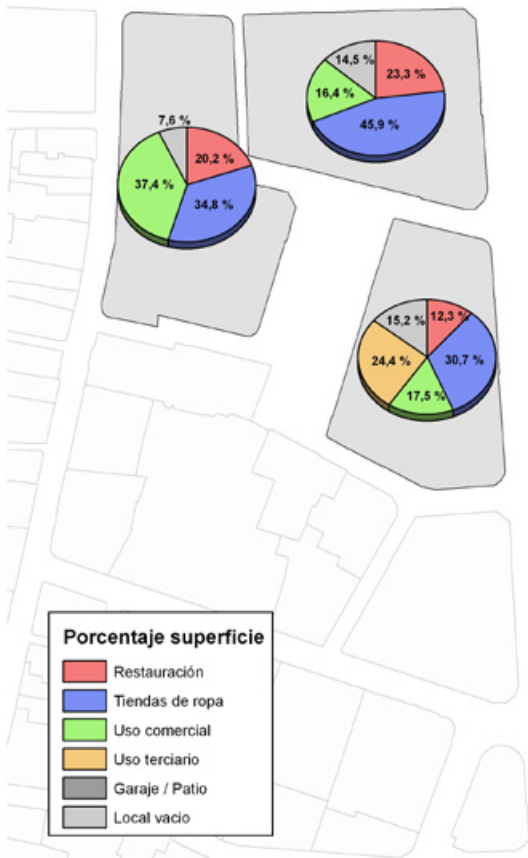 14,5 %
23,3 %
16,4 %
45,9 %
7,6 %
20,2 %
37,4 %
34,8 %
15,2 %
12,3 %
24,4 %
30,7 %
17,5 %
Porcentaje superficie
Restauración
Tiendas de ropa
Uso comercial
Uso terciario
Garaje / Patio
Local vacio